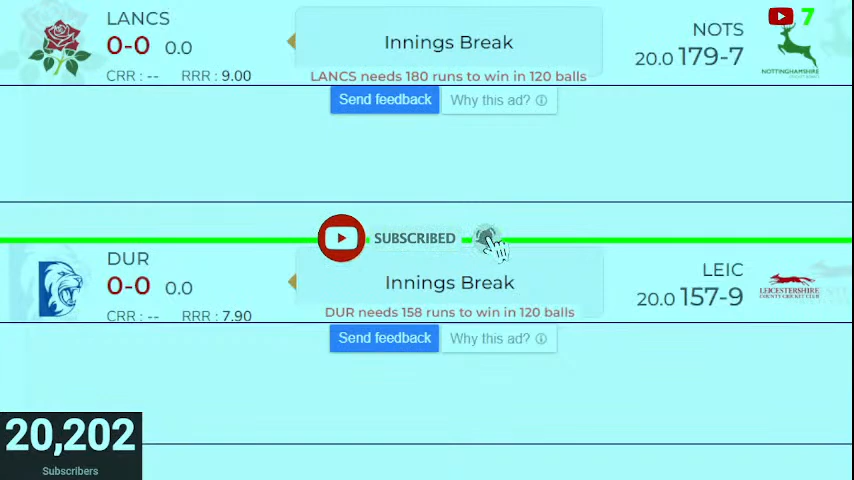 LANCS
0-0 0.0
CRR : -- RRR : 9.00
Innings Break
LANCS needs 180 runs to win in 120 balls
NOTS
20.0 179-7
7
NOTTINGHAMSHIRE
Send feedback
Why this ad?
SUBSCRIBED
DUR
0-0 0.0
CRR : -- RRR : 7.90
Innings Break
DUR needs 158 runs to win in 120 balls
LEIC
20.0 157-9
LEICESTERSHIRE
COUNTY CRICKET CLUB
Send feedback
Why this ad?
20,202
Subscribers